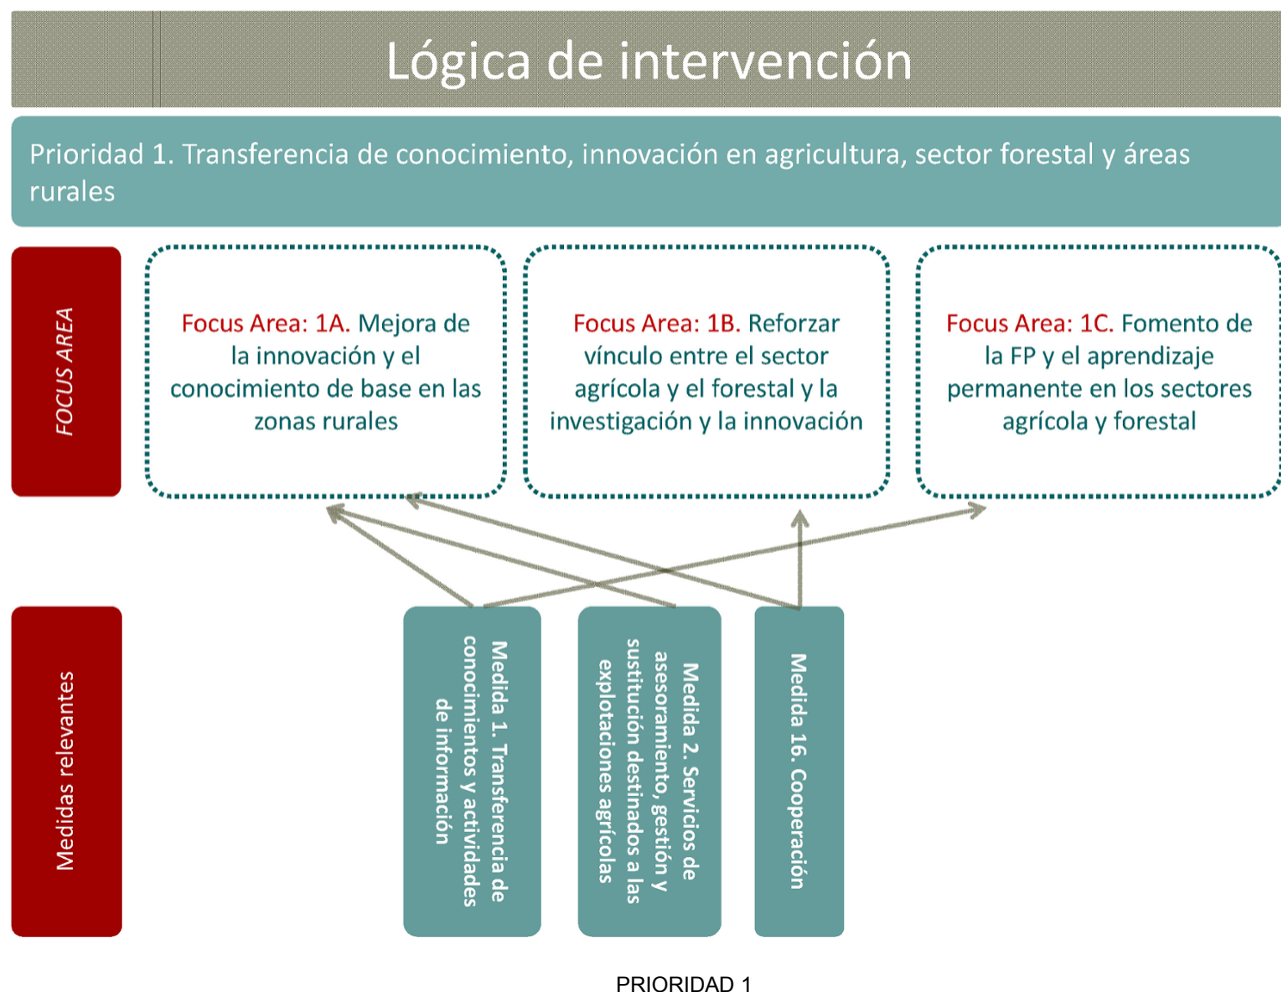 Lógica de intervención
Prioridad 1. Transferencia de conocimiento, innovación en agricultura, sector forestal y áreas
rurales
FOCUS AREA
Focus Area: 1A. Mejora de
la innovación y el
conocimiento de base en las
zonas rurales
Focus Area: 1B. Reforzar
vínculo entre el sector
agrícola y el forestal y la
investigación y la innovación
Focus Area: 1C. Fomento de
la FP y el aprendizaje
permanente en los sectores
agrícola y forestal
Medidas relevantes
Medida 1. Transferencia de
conocimientos y actividades
de información
Medida 2. Servicios de
asesoramiento, gestión y
sustitución destinados a las
explotaciones agrícolas
Medida 16. Cooperación
PRIORIDAD 1